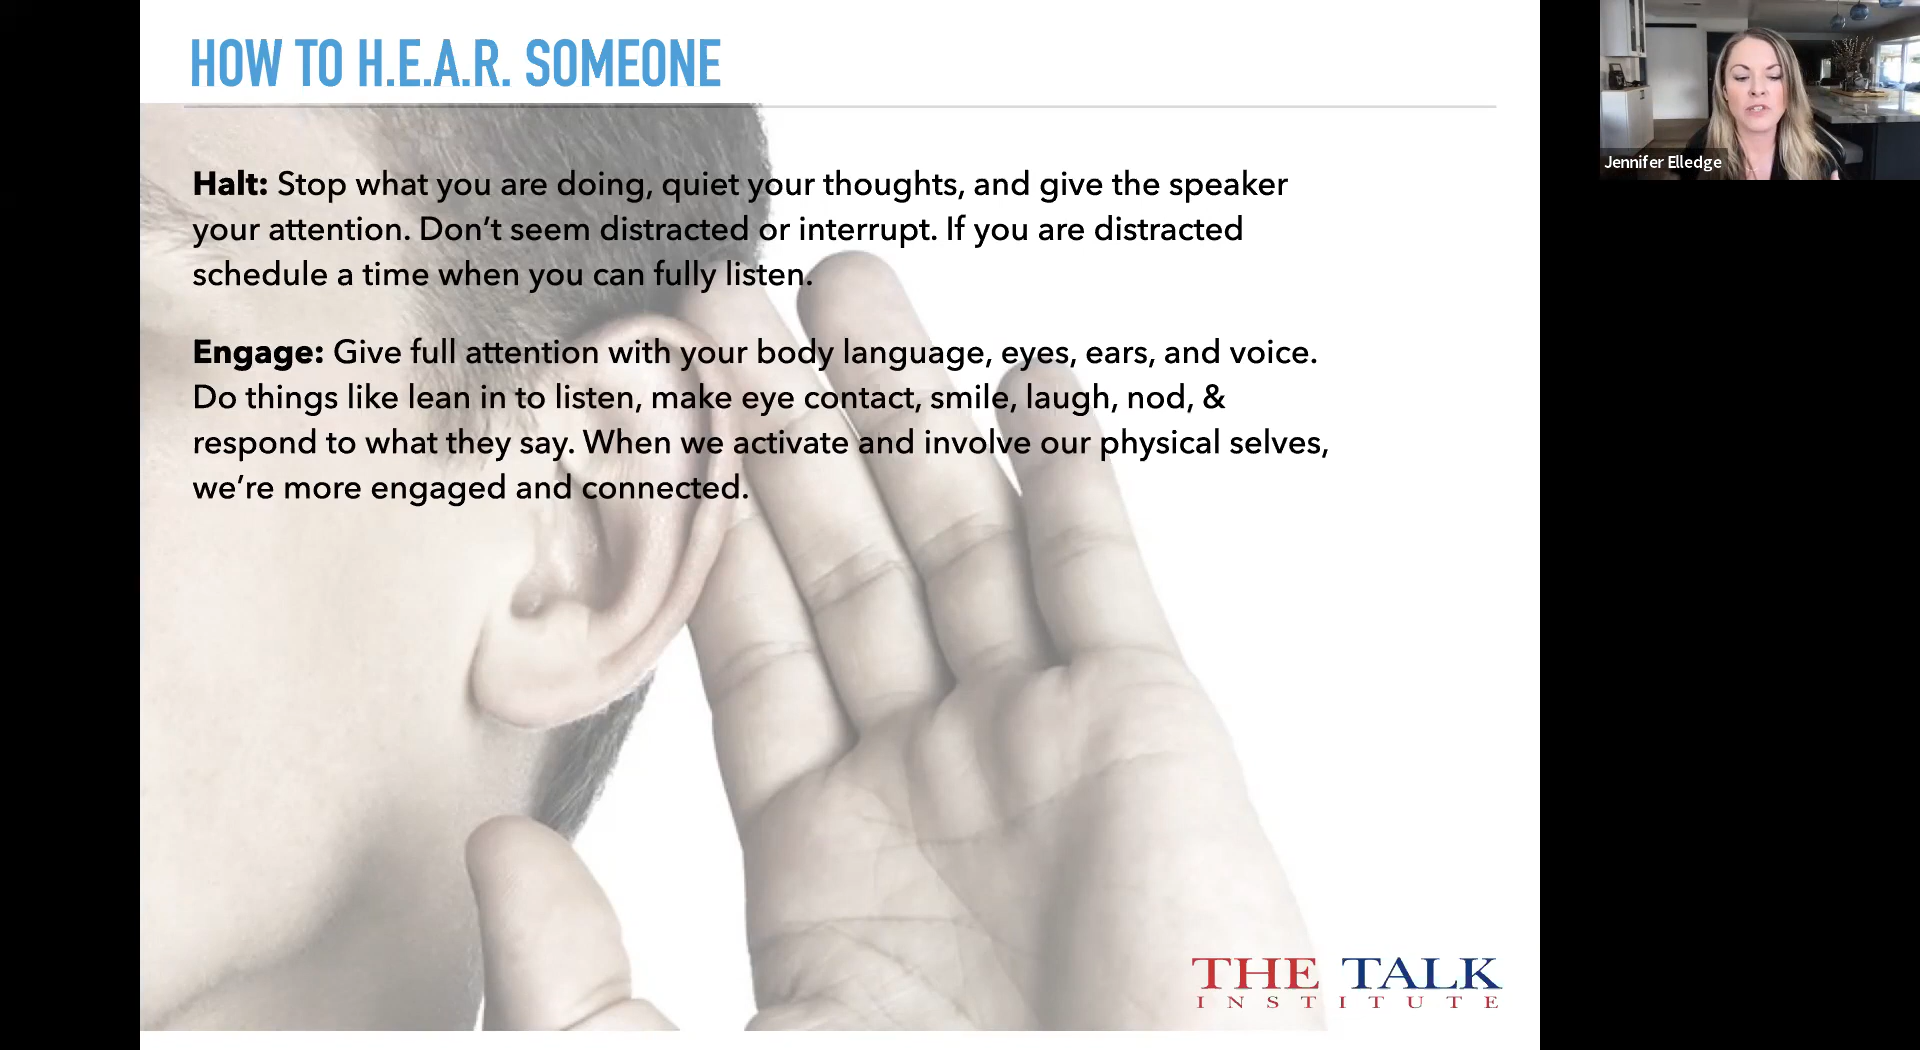 HOW TO H.E.A.R. SOMEONE
Halt: Stop what you are doing, quiet your thoughts, and give the speaker
your attention. Don’t seem distracted or interrupt. If you are distracted
schedule a time when you can fully listen.
Engage: Give full attention with your body language, eyes, ears, and voice.
Do things like lean in to listen, make eye contact, smile, laugh, nod, &
respond to what they say. When we activate and involve our physical selves,
we’re more engaged and connected.
THE TALK
INSTITUTE
Jennifer Elledge